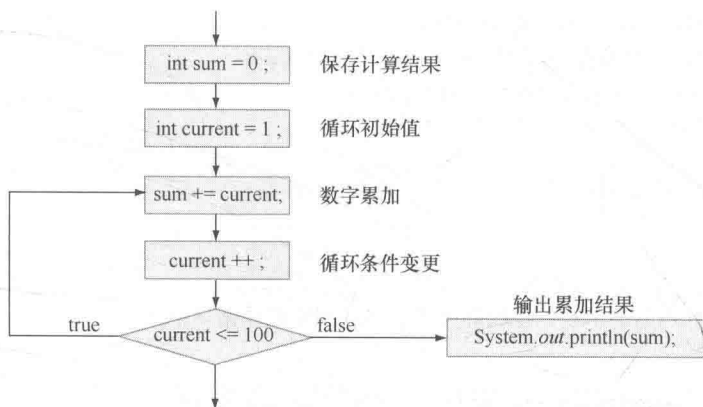 int sum = 0 ;
保存计算结果
int current = 1 ;
循环初始值
sum += current;
数字累加
current ++ ;
循环条件变更
true
current <= 100
false
输出累加结果
System.out.println(sum);